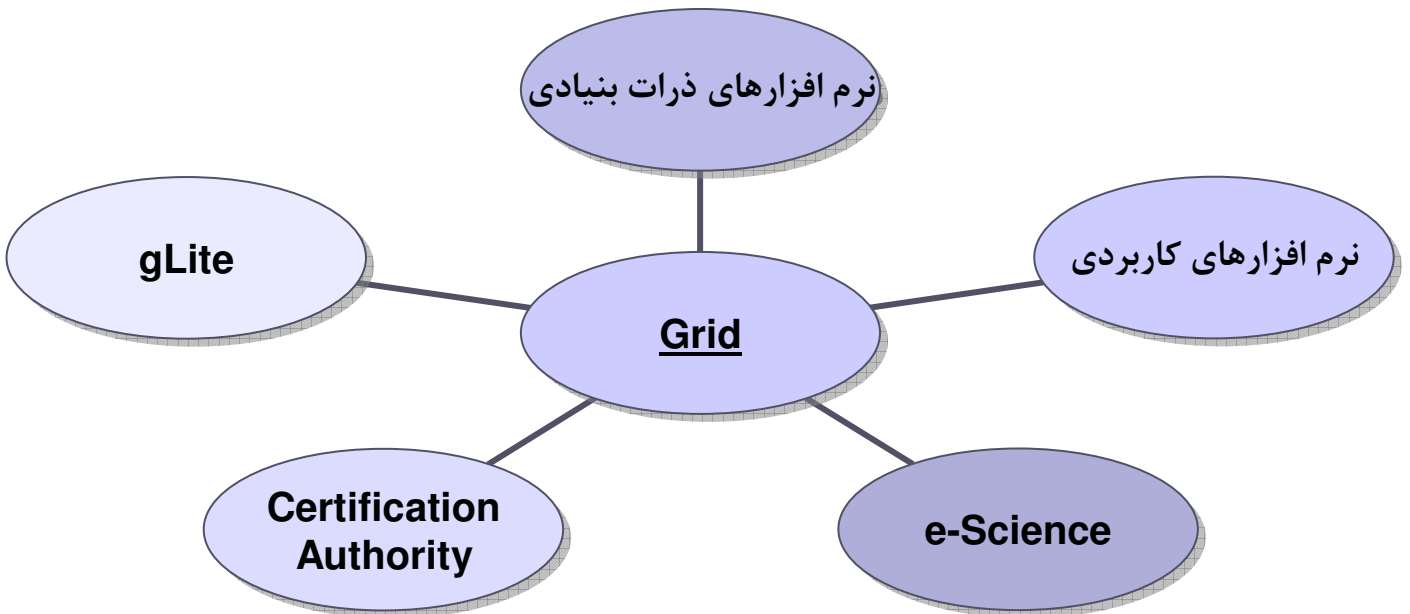 نرم افزارهای ذرات بنیادی
gLite
نرم افزارهای کاربردی
Grid
Certification
Authority
e-Science